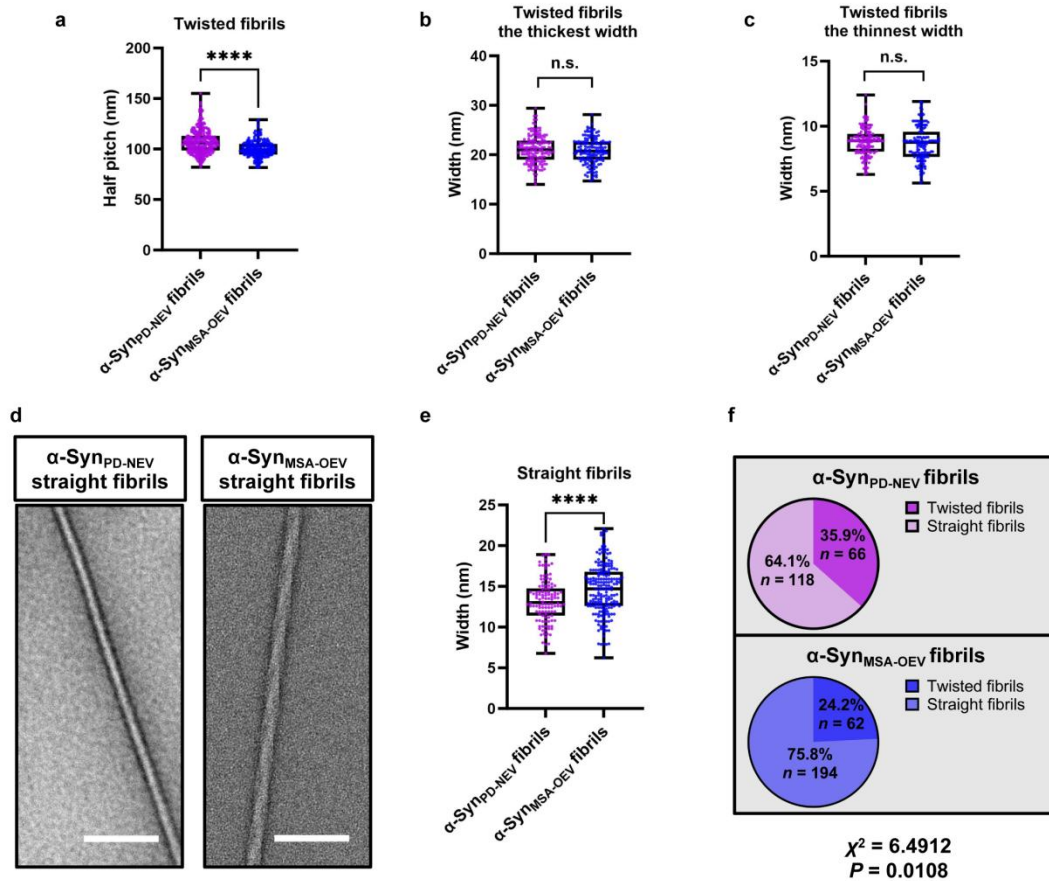 a
Twisted fibrils
****
Half pitch (nm)
200
150
100
50
0
α-SynPD-NEV fibrils
α-SynMSA-OEV fibrils
b
Twisted fibrils
the thickest width
n.s.
Width (nm)
40
30
20
10
0
α-SynPD-NEV fibrils
α-SynMSA-OEV fibrils
c
Twisted fibrils
the thinnest width
n.s.
Width (nm)
15
10
5
0
α-SynPD-NEV fibrils
α-SynMSA-OEV fibrils
d
α-SynPD-NEV
straight fibrils
α-SynMSA-OEV
straight fibrils
e
Straight fibrils
****
Width (nm)
25
20
15
10
5
0
α-SynPD-NEV fibrils
α-SynMSA-OEV fibrils
f
α-SynPD-NEV fibrils
Twisted fibrils
Straight fibrils
35.9%
n = 66
64.1%
n = 118
α-SynMSA-OEV fibrils
Twisted fibrils
Straight fibrils
24.2%
n = 62
75.8%
n = 194
χ² = 6.4912
P = 0.0108